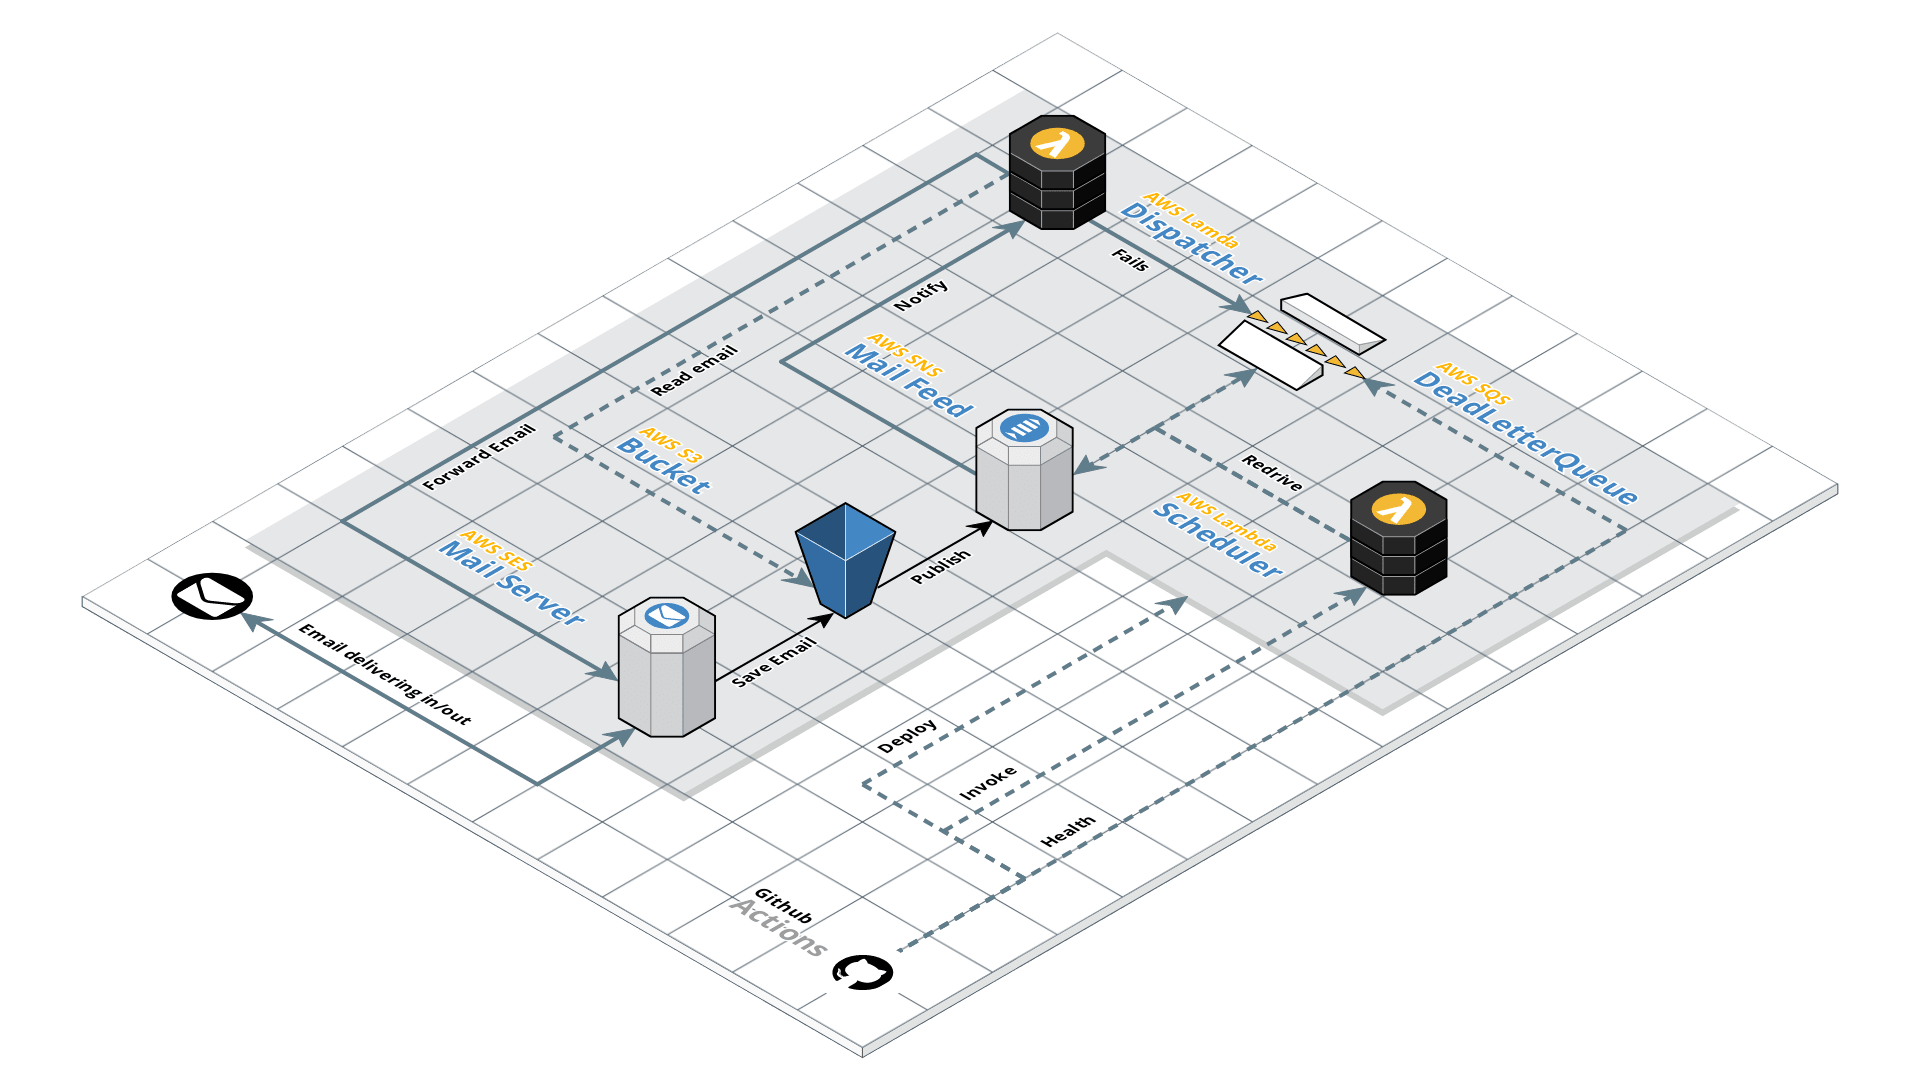 AWS Lamda
Dispatcher
Fails
Notify
AWS SNS
Mail Feed
Read email
AWS SQS
DeadLetterQueue
Forward Email
AWS S3
Bucket
Redrive
AWS Lambda
Scheduler
AWS SES
Mail Server
Publish
Save Email
Email delivering in/out
Deploy
Invoke
Health
Github
Actions